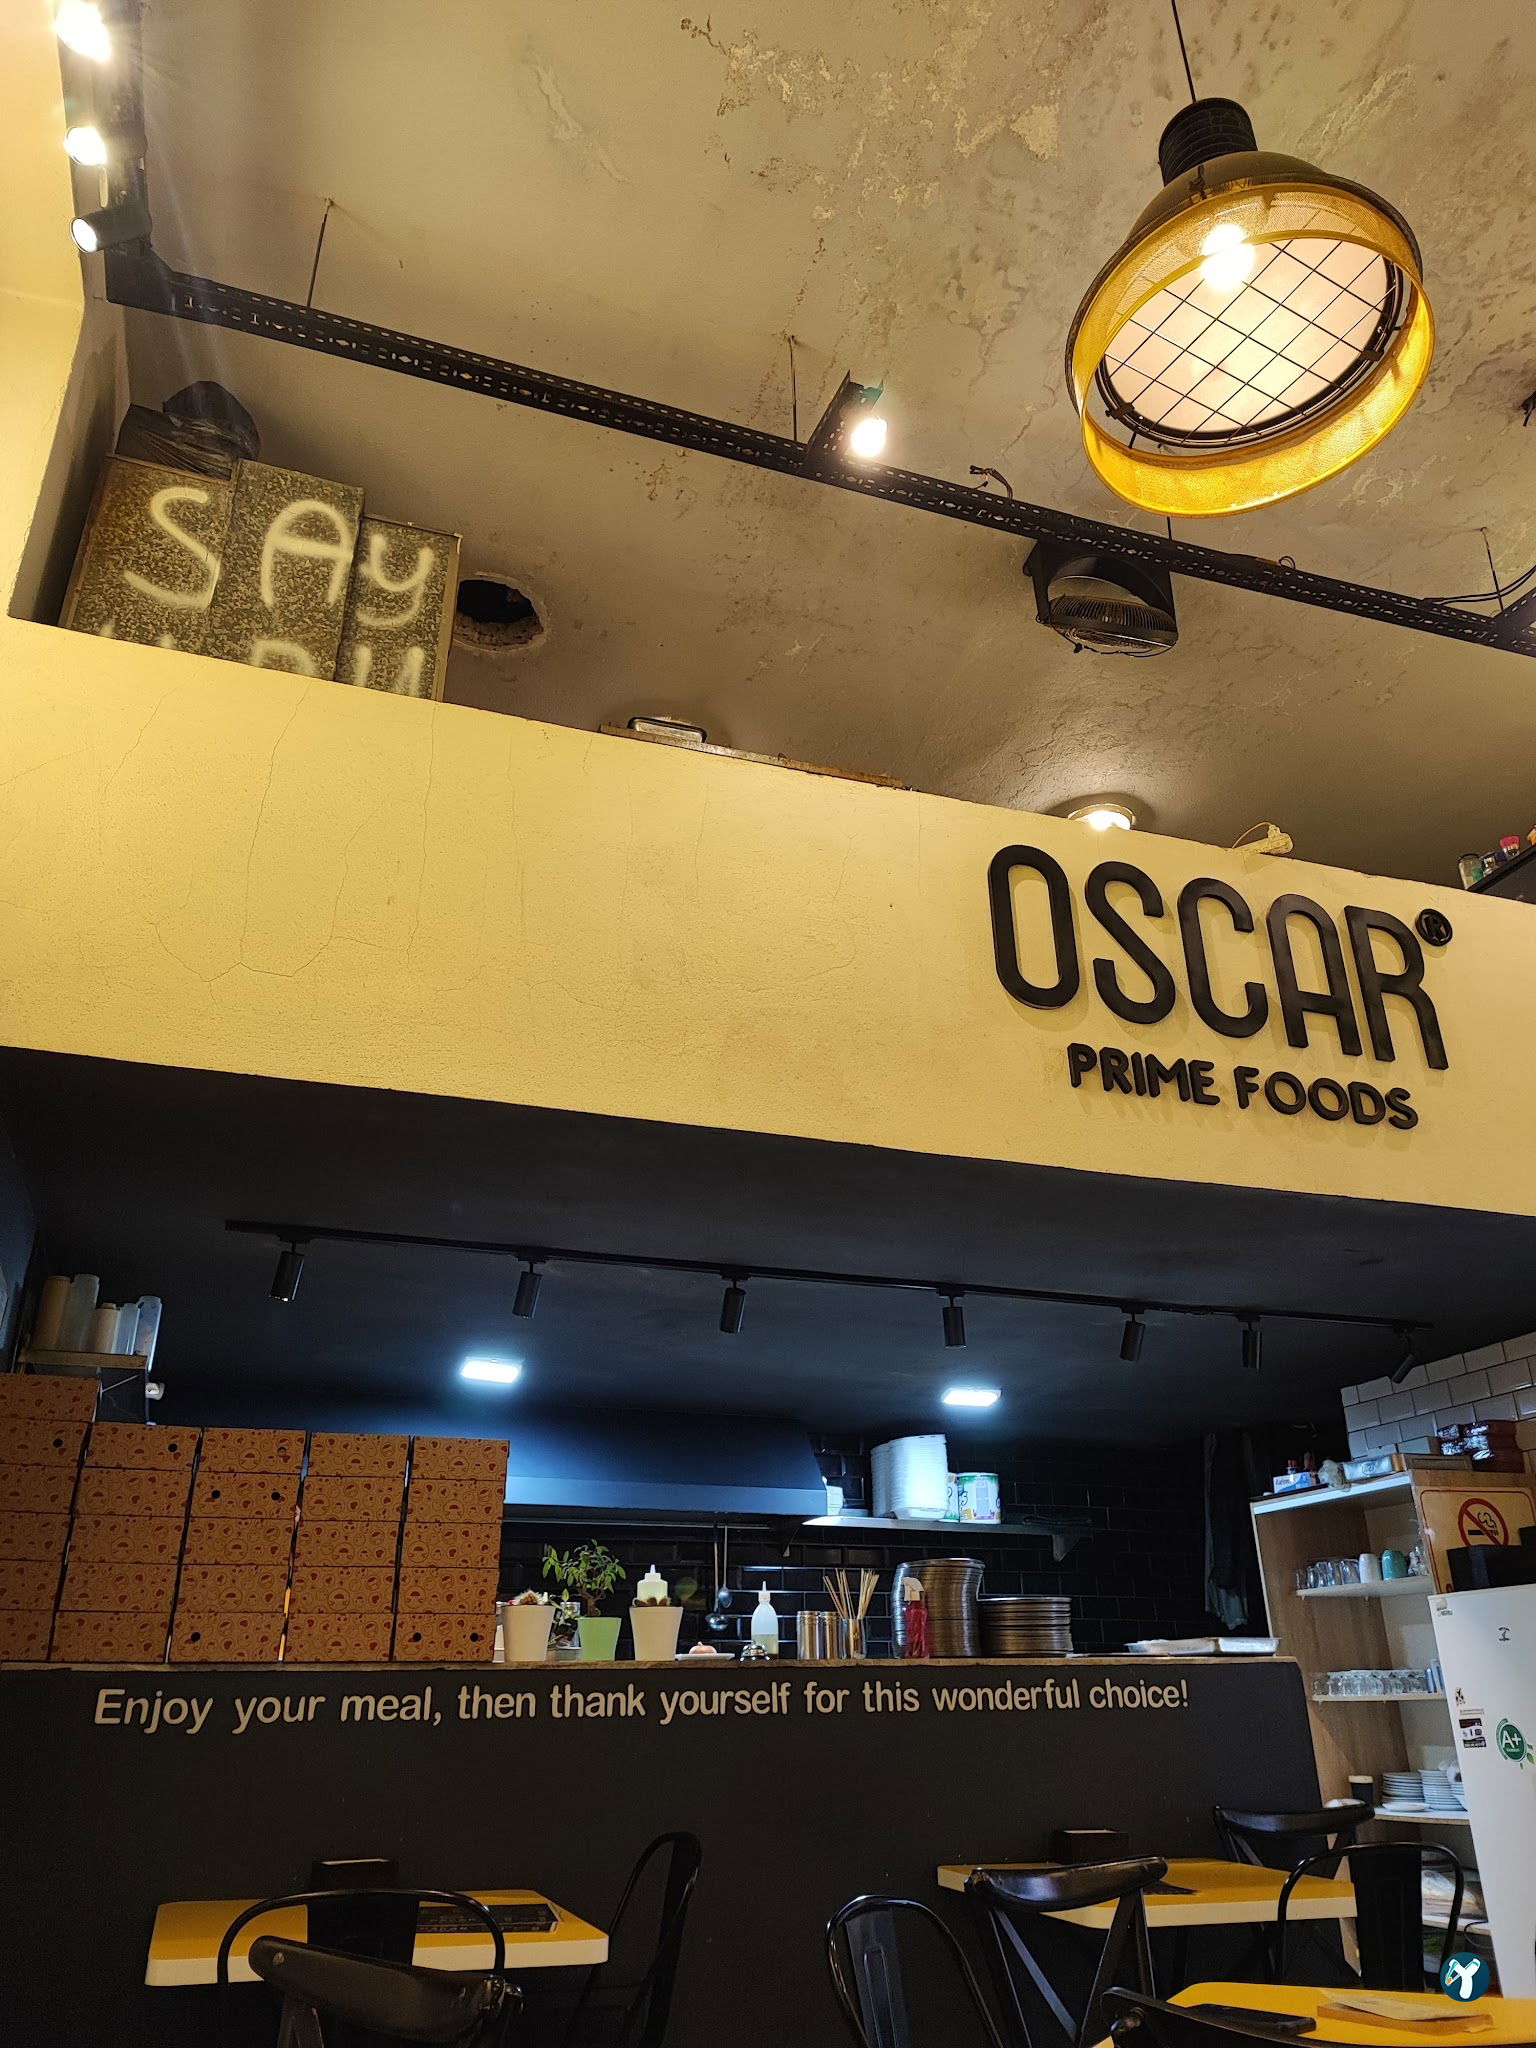 SAy
OSCAR®
PRIME FOODS
Enjoy your meal, then thank yourself for this wonderful choice!
A+